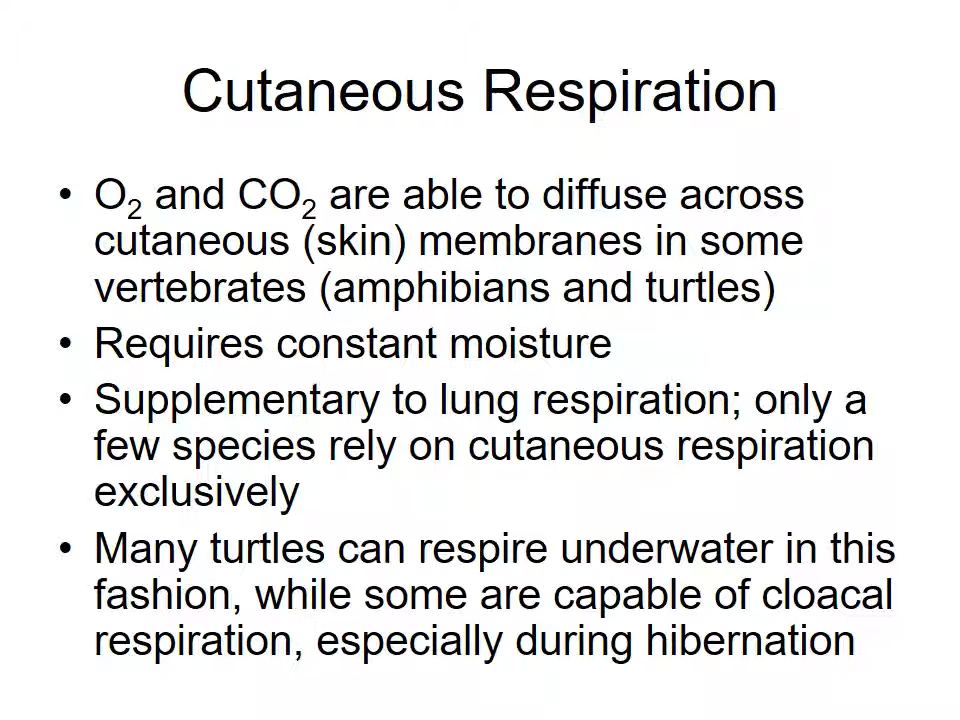 Cutaneous Respiration
• O₂ and CO₂ are able to diffuse across
cutaneous (skin) membranes in some
vertebrates (amphibians and turtles)
• Requires constant moisture
• Supplementary to lung respiration; only a
few species rely on cutaneous respiration
exclusively
• Many turtles can respire underwater in this
fashion, while some are capable of cloacal
respiration, especially during hibernation